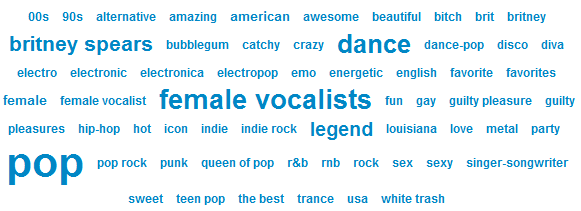 00s 90s alternative amazing american awesome beautiful bitch brit britney
britney spears bubblegum catchy crazy dance dance-pop disco diva
electro electronic electronica electropop emo energetic english favorite favorites
female female vocalist female vocalists fun gay guilty pleasure guilty
pleasures hip-hop hot icon indie indie rock legend louisiana love metal party
pop pop rock punk queen of pop r&b rnb rock sex sexy singer-songwriter
sweet teen pop the best trance usa white trash